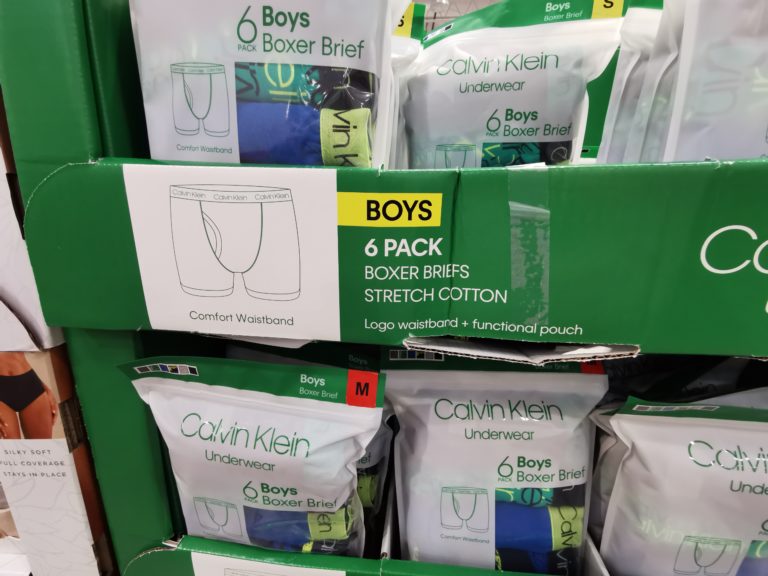 6 Boys
PACK Boxer Brief
Comfort Waistband
S
Boys
Boxer Brief
S
Calvin Klein
Underwear
6 Boys
PACK Boxer Brief
Calvin Klein Calvin Klein Calvin Klein
Comfort Waistband
BOYS
6 PACK
BOXER BRIEFS
STRETCH COTTON
Logo waistband + functional pouch
Boys
Boxer Brief
M
Calvin Klein
Underwear
6 Boys
PACK Boxer Brief
Boys
Boxer Brief
Calvin Klein
Underwear
6 Boys
PACK Boxer Brief
Comfort Waistband
SILKY SOFT
FULL COVERAGE
STAYS-IN-PLACE